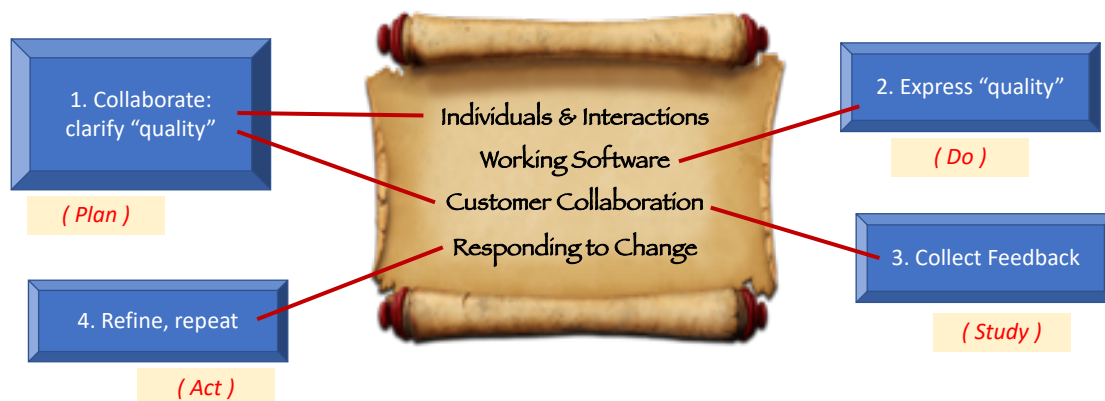 1. Collaborate:
clarify “quality”
( Plan )
Individuals & Interactions
Working Software
Customer Collaboration
Responding to Change
2. Express “quality”
( Do )
3. Collect Feedback
( Study )
4. Refine, repeat
( Act )